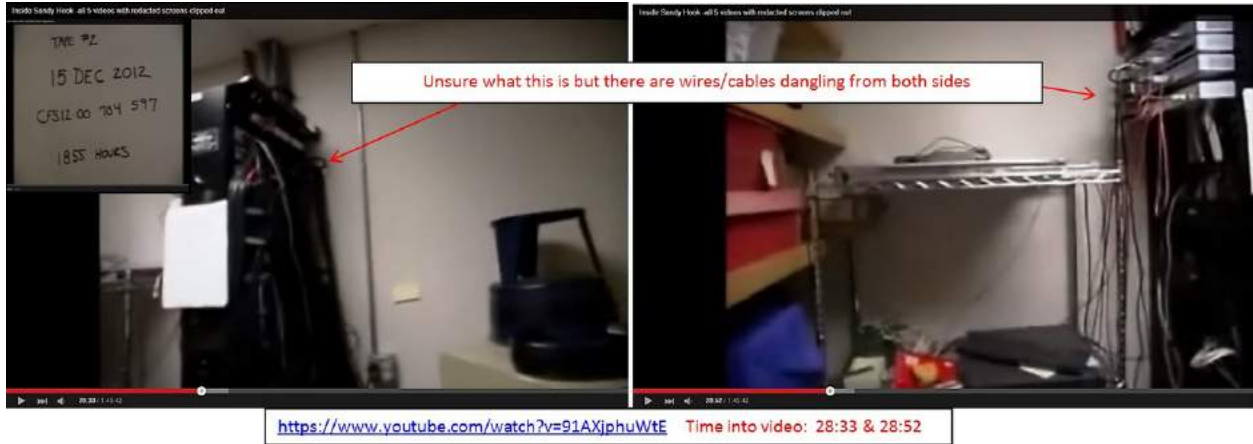 Inside Sandy Hook -all 5 videos with redacted screens clipped out
Inside Sandy Hook -all 5 videos with redacted screens clipped out
TAPE #2
15 DEC 2012
CFS12 00 704 597
1855 HOURS
Unsure what this is but there are wires/cables dangling from both sides
28:33 / 1:45:42
28:52 / 1:45:42
https://www.youtube.com/watch?v=91AXjphuWtE Time into video: 28:33 & 28:52